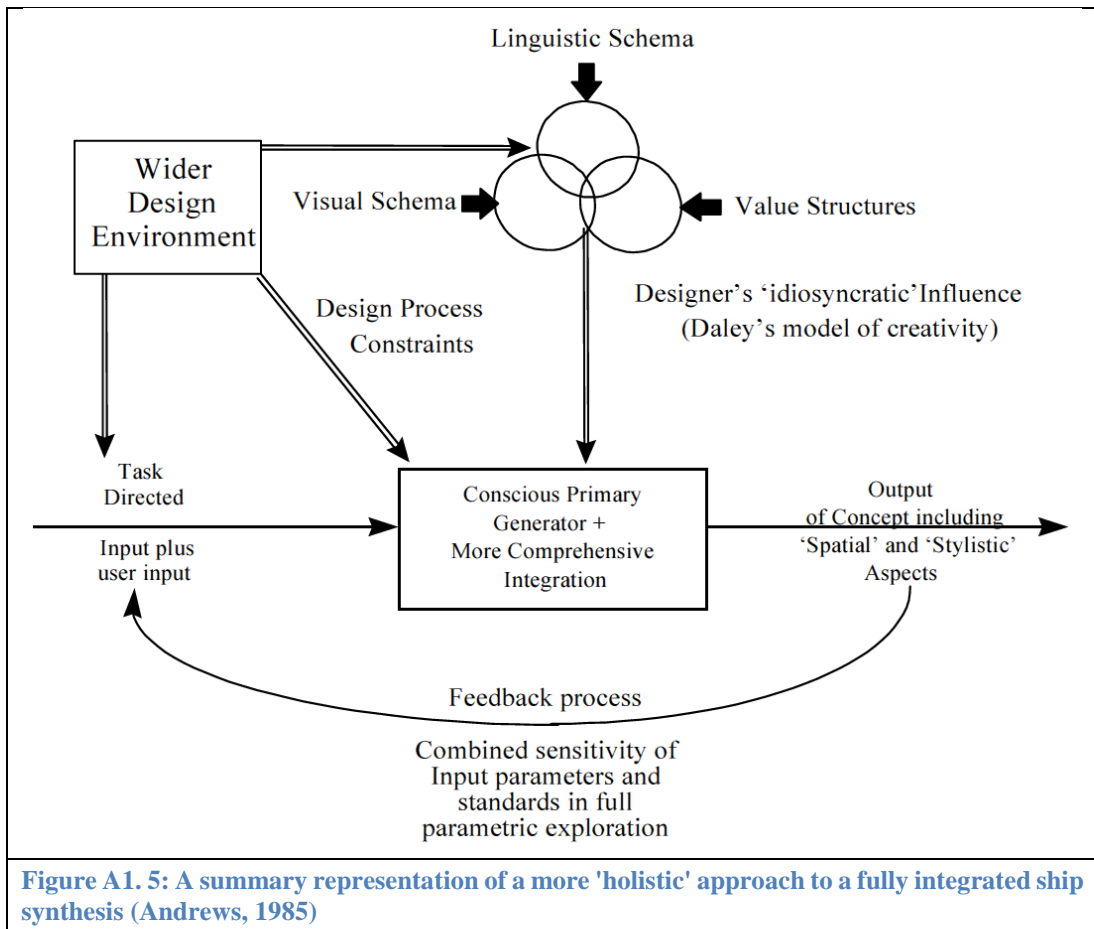 Linguistic Schema
Wider
Design
Environment
Visual Schema
Value Structures
Design Process
Constraints
Designer’s ‘idiosyncratic’Influence
(Daley’s model of creativity)
Task
Directed
Input plus
user input
Conscious Primary
Generator +
More Comprehensive
Integration
Output
of Concept including
‘Spatial’ and ‘Stylistic’
Aspects
Feedback process
Combined sensitivity of
Input parameters and
standards in full
parametric exploration
Figure A1. 5: A summary representation of a more 'holistic' approach to a fully integrated ship
synthesis (Andrews, 1985)